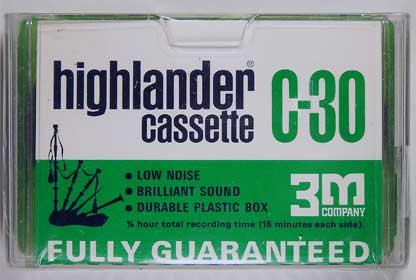 highlander®
cassette
C-30
• LOW NOISE
• BRILLIANT SOUND
• DURABLE PLASTIC BOX
3M
COMPANY
½ hour total recording time (15 minutes each side).
FULLY GUARANTEED